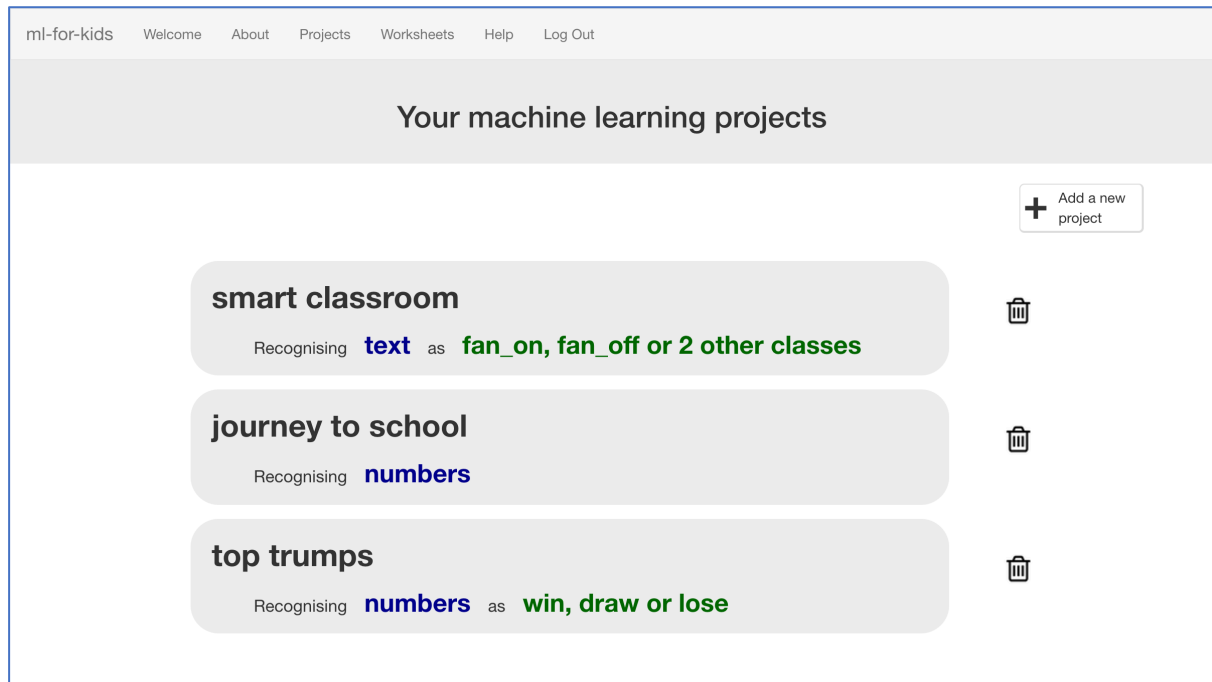 ml-for-kids Welcome About Projects Worksheets Help Log Out
Your machine learning projects
Add a new
project
smart classroom
Recognising text as fan_on, fan_off or 2 other classes
journey to school
Recognising numbers
top trumps
Recognising numbers as win, draw or lose